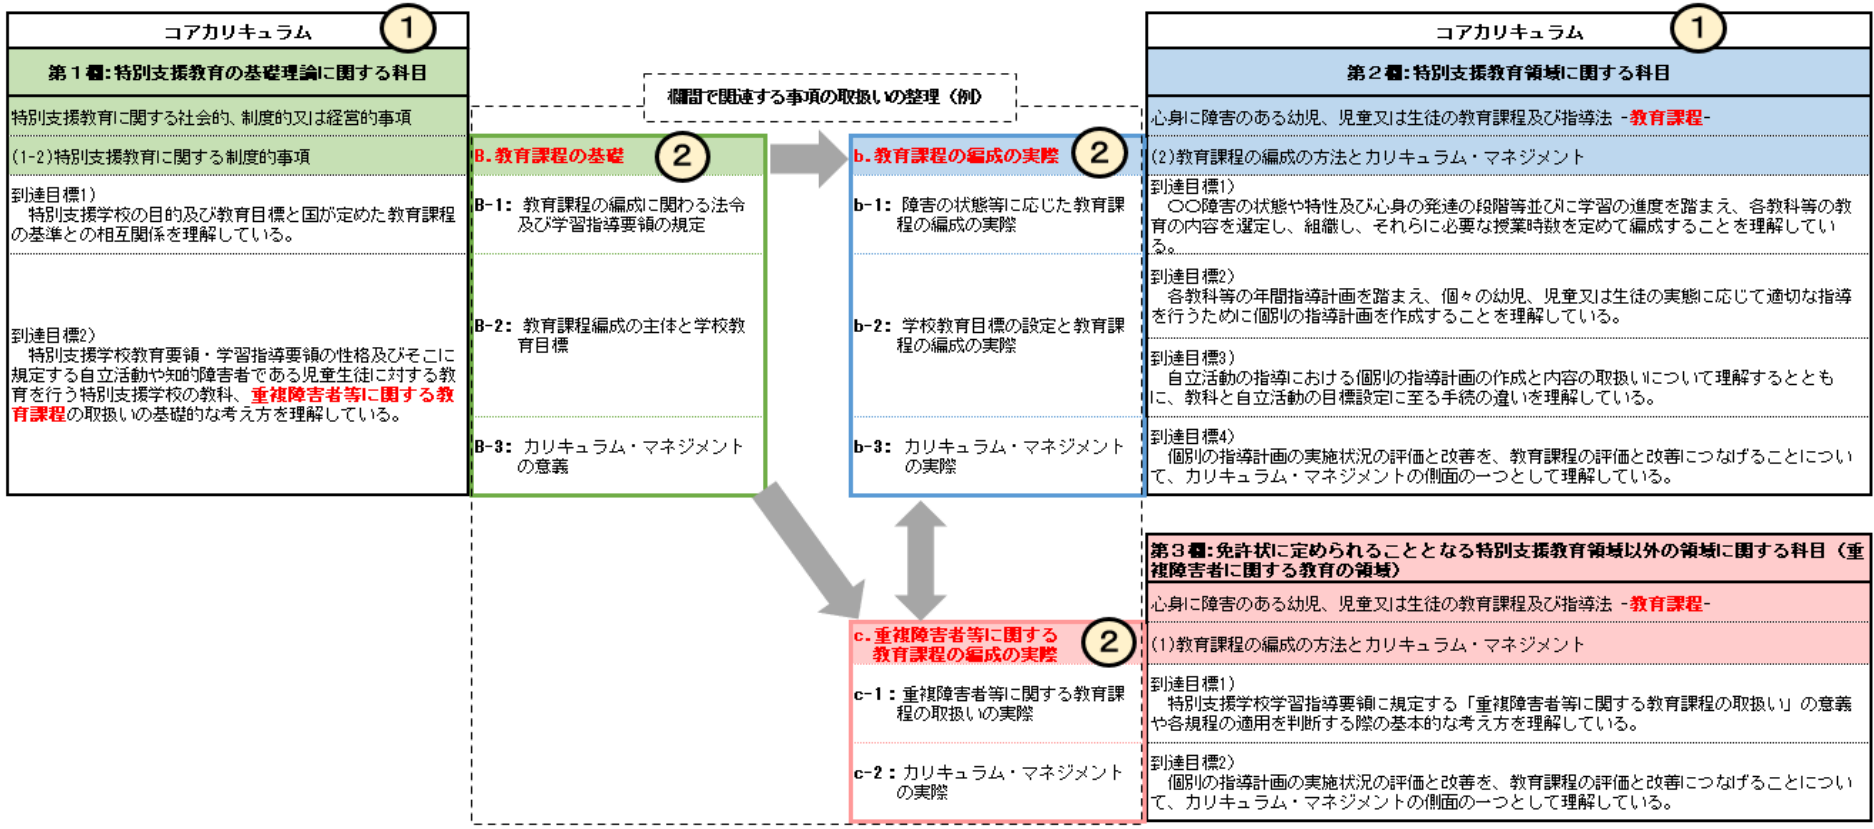 コアカリキュラム
①
第1欄:特別支援教育の基礎理論に関する科目
特別支援教育に関する社会的、制度的又は経営的事項
(1-2)特別支援教育に関する制度的事項
到達目標1)
特別支援学校の目的及び教育目標と国が定めた教育課程
の基準との相互関係を理解している。
到達目標2)
特別支援学校教育要領・学習指導要領の性格及びそこに
規定する自立活動や知的障害者である児童生徒に対する教
育を行う特別支援学校の教科、重複障害者等に関する教
育課程の取扱いの基礎的な考え方を理解している。
欄間で関連する事項の取扱いの整理（例）
B.教育課程の基礎
②
B-1: 教育課程の編成に関わる法令
及び学習指導要領の規定
B-2: 教育課程編成の主体と学校教
育目標
B-3: カリキュラム・マネジメント
の意義
b.教育課程の編成の実際
②
b-1: 障害の状態等に応じた教育課
程の編成の実際
b-2: 学校教育目標の設定と教育課
程の編成の実際
b-3: カリキュラム・マネジメント
の実際
c.重複障害者等に関する
教育課程の編成の実際
②
c-1：重複障害者等に関する教育課
程の取扱いの実際
c-2：カリキュラム・マネジメント
の実際
コアカリキュラム
①
第2欄:特別支援教育領域に関する科目
心身に障害のある幼児、児童又は生徒の教育課程及び指導法 -教育課程-
(2)教育課程の編成の方法とカリキュラム・マネジメント
到達目標1)
〇〇障害の状態や特性及び心身の発達の段階等並びに学習の進度を踏まえ、各教科等の教
育の内容を選定し、組織し、それらに必要な授業時数を定めて編成することを理解してい
る。
到達目標2)
各教科等の年間指導計画を踏まえ、個々の幼児、児童又は生徒の実態に応じて適切な指導
を行うために個別の指導計画を作成することを理解している。
到達目標3)
自立活動の指導における個別の指導計画の作成と内容の取扱いについて理解するととも
に、教科と自立活動の目標設定に至る手続の違いを理解している。
到達目標4)
個別の指導計画の実施状況の評価と改善を、教育課程の評価と改善につなげることについ
て、カリキュラム・マネジメントの側面の一つとして理解している。
第3欄:免許状に定められることとなる特別支援教育領域以外の領域に関する科目（重
複障害者に関する教育の領域）
心身に障害のある幼児、児童又は生徒の教育課程及び指導法 -教育課程-
(1)教育課程の編成の方法とカリキュラム・マネジメント
到達目標1)
特別支援学校学習指導要領に規定する「重複障害者等に関する教育課程の取扱い」の意義
や各規程の適用を判断する際の基本的な考え方を理解している。
到達目標2)
個別の指導計画の実施状況の評価と改善を、教育課程の評価と改善につなげることについ
て、カリキュラム・マネジメントの側面の一つとして理解している。